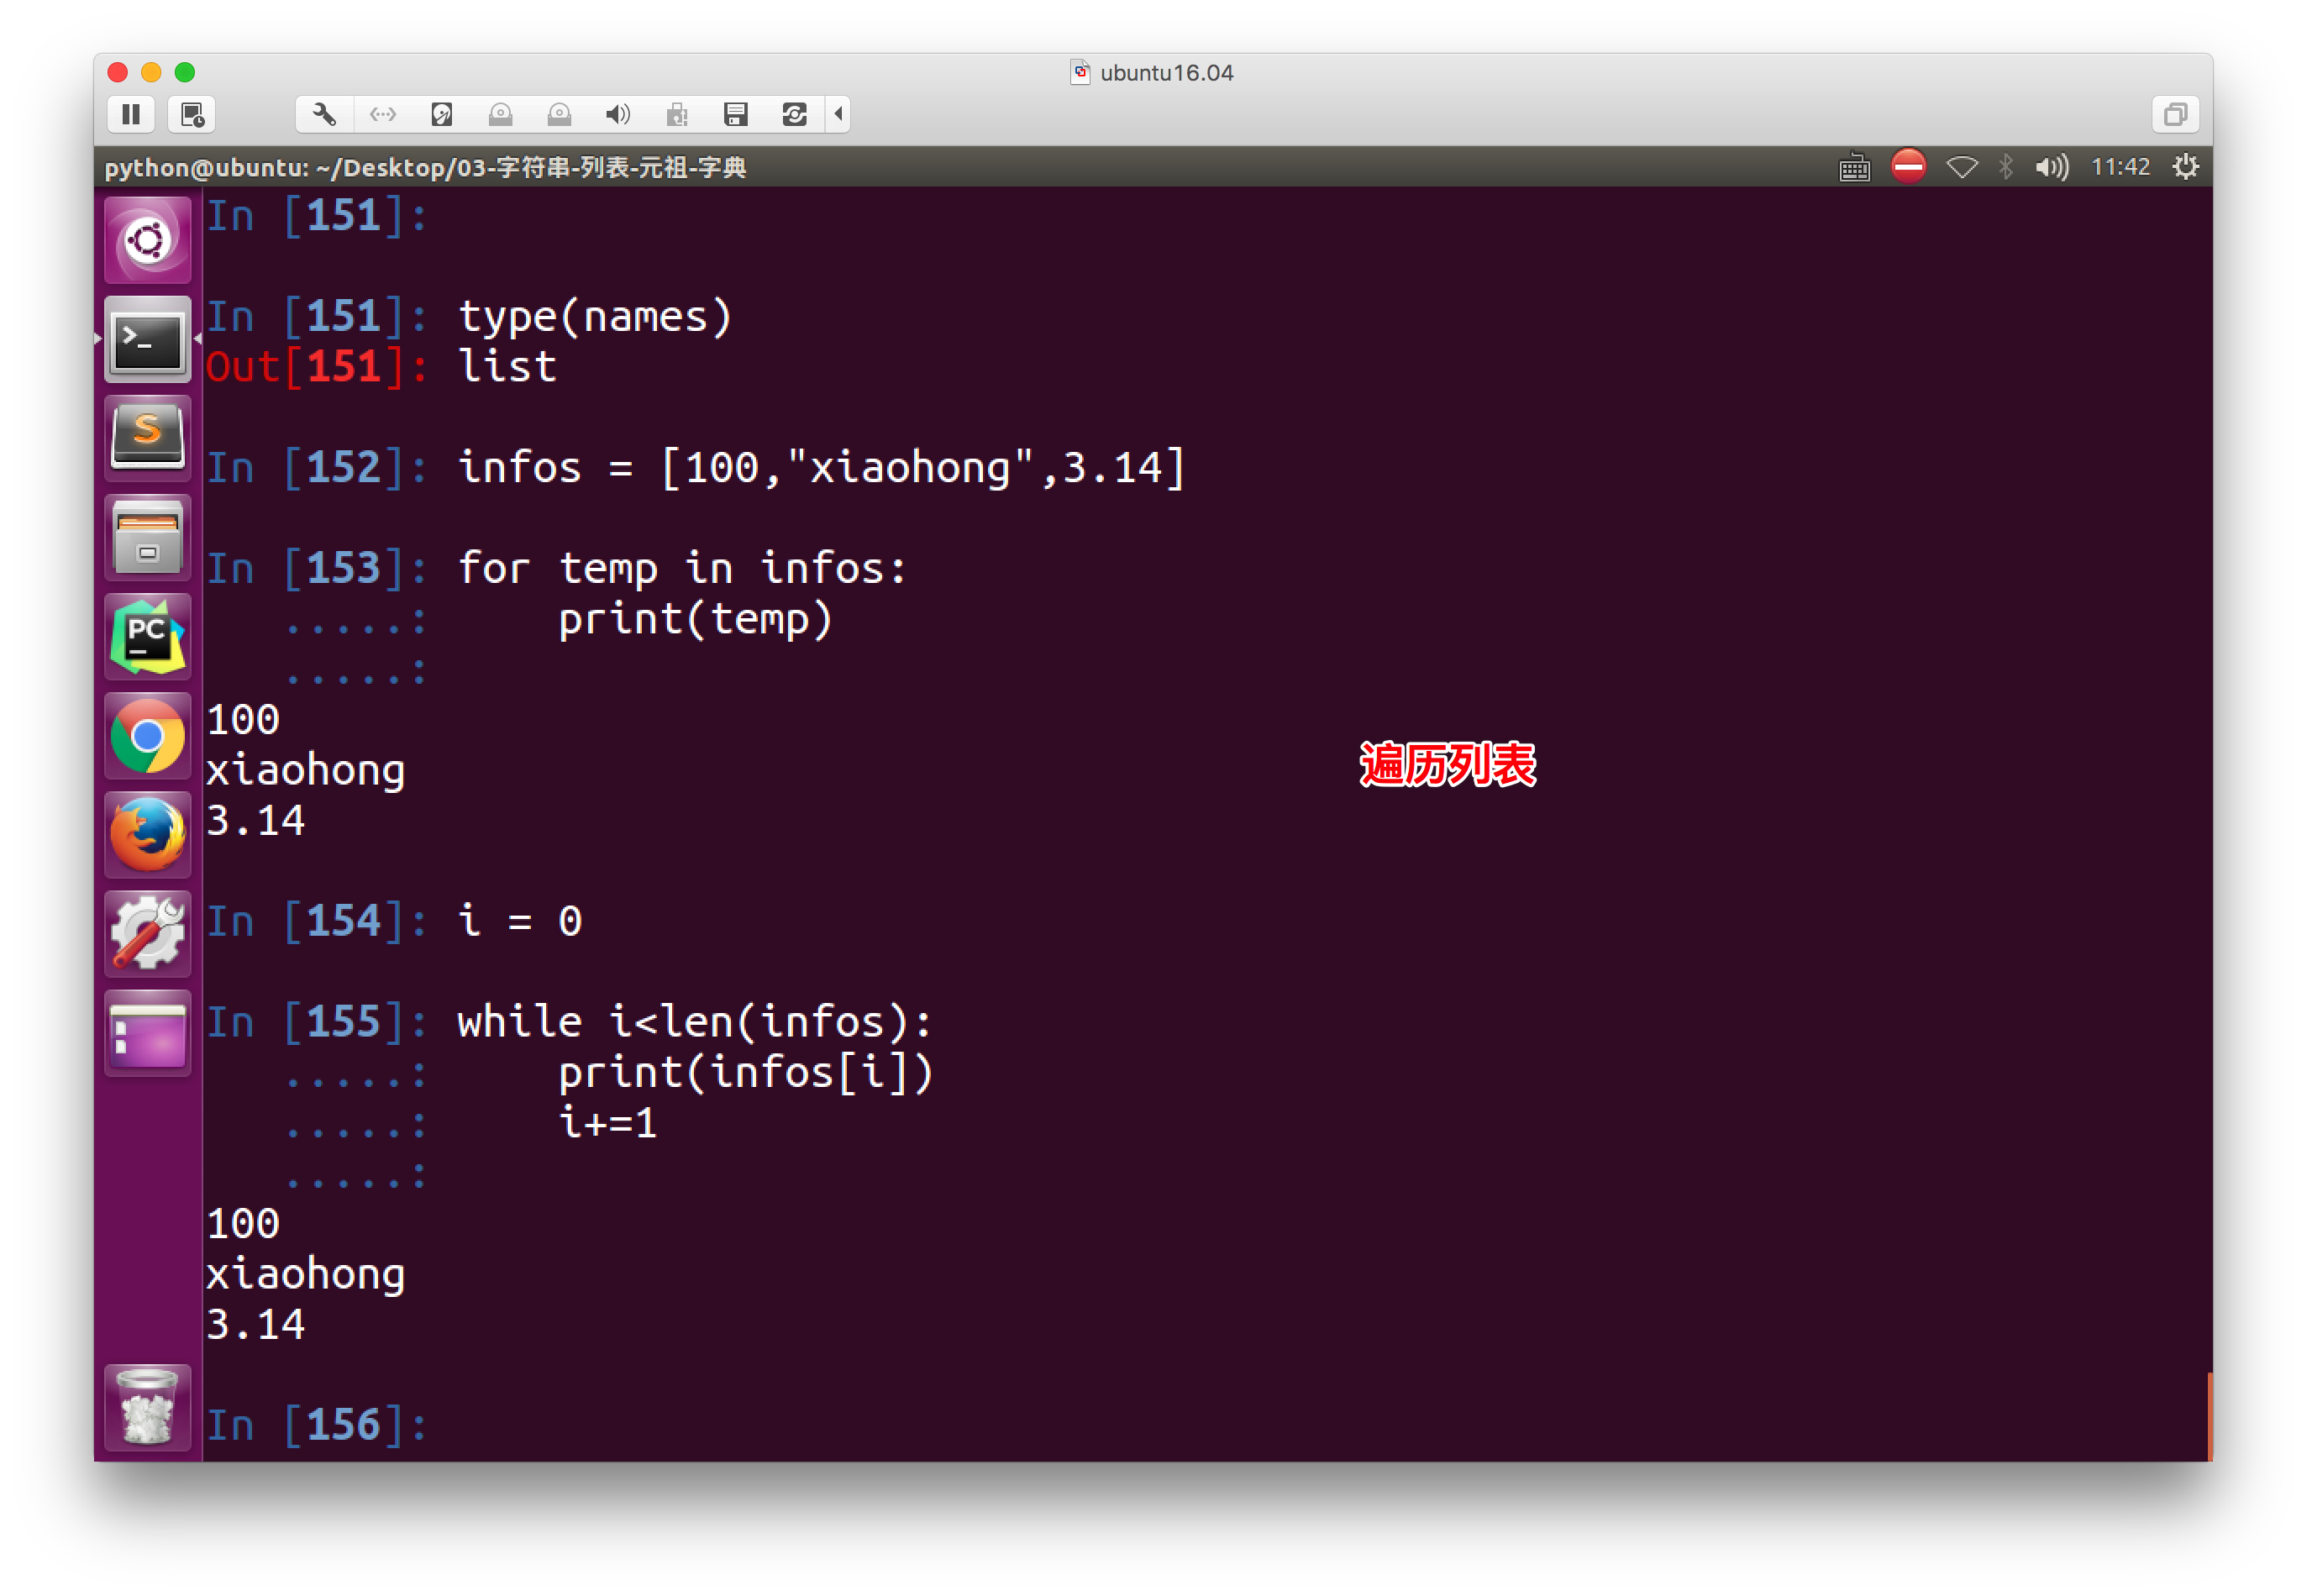 ubuntu16.04
python@ubuntu: ~/Desktop/03-字符串-列表-元祖-字典
11:42
In [151]:
In [151]: type(names)
Out[151]: list
In [152]: infos = [100,"xiaohong",3.14]
In [153]: for temp in infos:
.....:     print(temp)
.....:
100
xiaohong
3.14
遍历列表
In [154]: i = 0
In [155]: while i<len(infos):
.....:     print(infos[i])
.....:     i+=1
.....:
100
xiaohong
3.14
In [156]:
S
PC